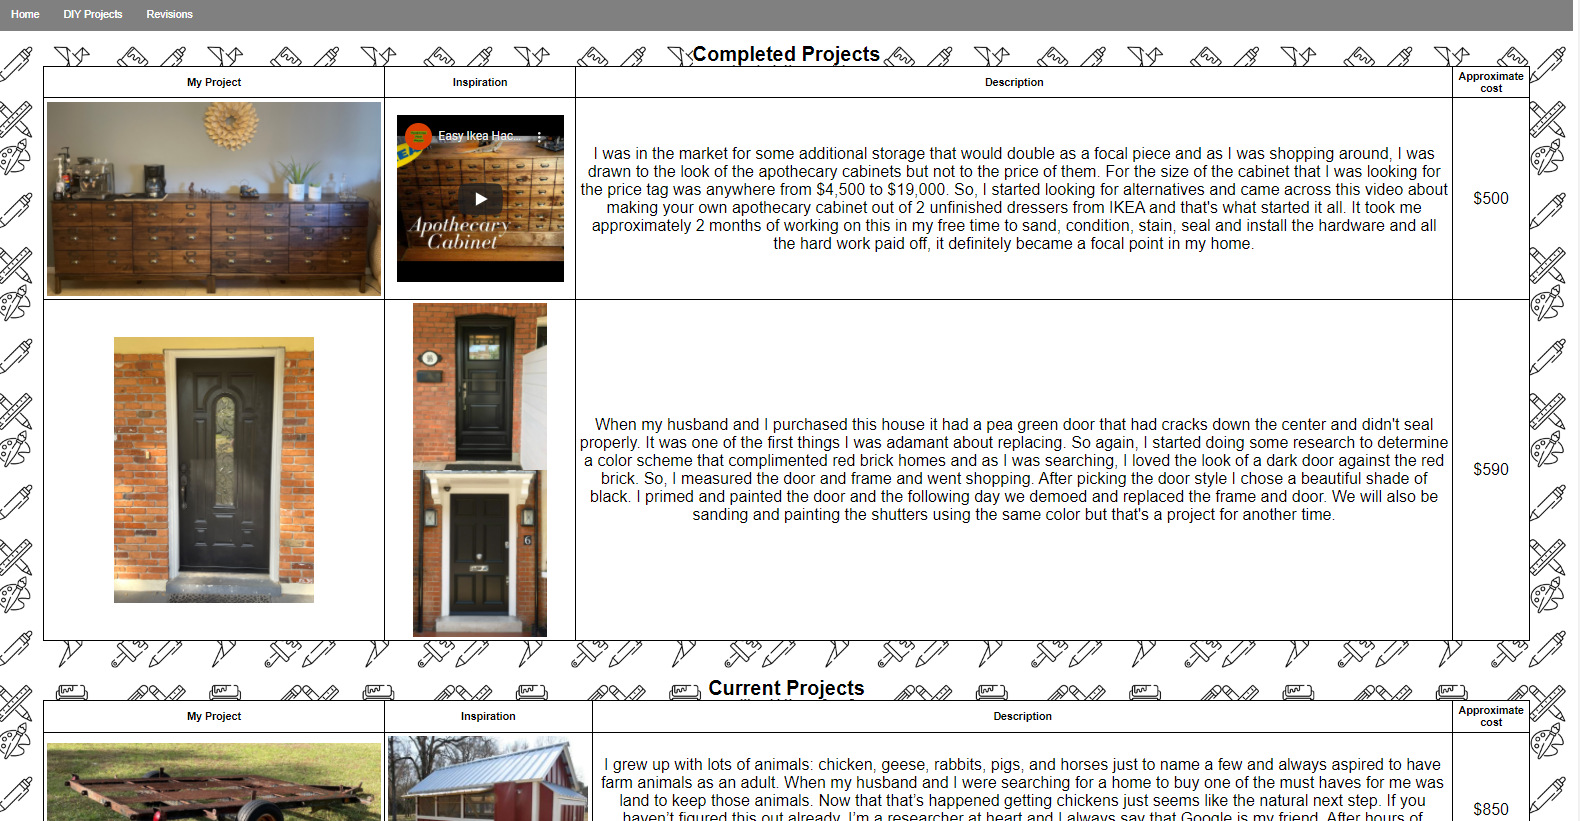 Home DIY Projects Revisions
Completed Projects
My Project Inspiration Description Approximate
cost
Easy Ikea Hac...
Apothecary
Cabinet
I was in the market for some additional storage that would double as a focal piece and as I was shopping around, I was
drawn to the look of the apothecary cabinets but not to the price of them. For the size of the cabinet that I was looking for
the price tag was anywhere from $4,500 to $19,000. So, I started looking for alternatives and came across this video about
making your own apothecary cabinet out of 2 unfinished dressers from IKEA and that's what started it all. It took me
approximately 2 months of working on this in my free time to sand, condition, stain, seal and install the hardware and all
the hard work paid off, it definitely became a focal point in my home.
$500
When my husband and I purchased this house it had a pea green door that had cracks down the center and didn't seal
properly. It was one of the first things I was adamant about replacing. So again, I started doing some research to determine
a color scheme that complimented red brick homes and as I was searching, I loved the look of a dark door against the red
brick. So, I measured the door and frame and went shopping. After picking the door style I chose a beautiful shade of
black. I primed and painted the door and the following day we demoed and replaced the frame and door. We will also be
sanding and painting the shutters using the same color but that's a project for another time.
$590
Current Projects
My Project Inspiration Description Approximate
cost
I grew up with lots of animals: chicken, geese, rabbits, pigs, and horses just to name a few and always aspired to have
farm animals as an adult. When my husband and I were searching for a home to buy one of the must haves for me was
land to keep those animals. Now that that’s happened getting chickens just seems like the natural next step. If you
haven’t figured this out already, I’m a researcher at heart and I always say that Google is my friend. After hours of
$850